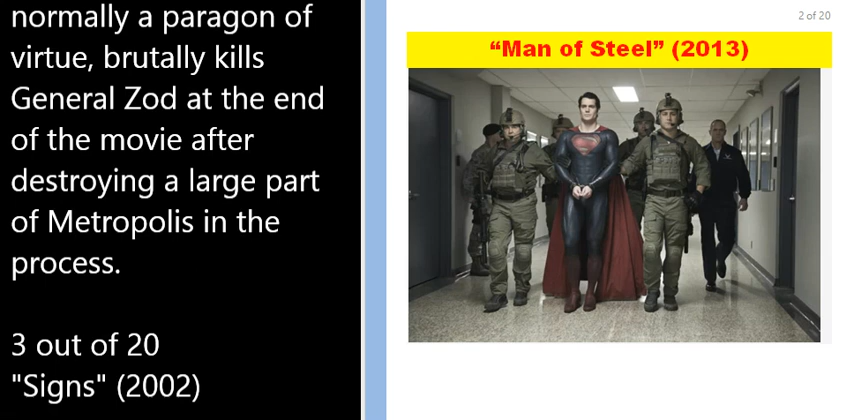 normally a paragon of
virtue, brutally kills
General Zod at the end
of the movie after
destroying a large part
of Metropolis in the
process.
3 out of 20
"Signs" (2002)
2 of 20
“Man of Steel” (2013)